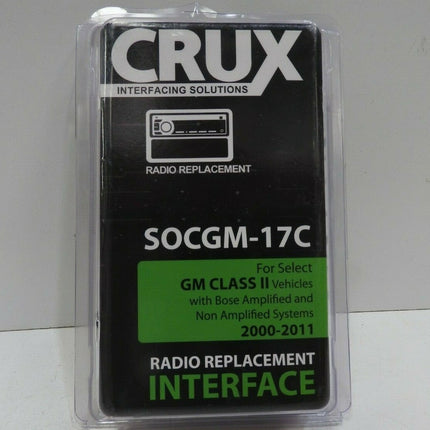 CRUX
INTERFACING SOLUTIONS
RADIO REPLACEMENT
SOCGM-17C
For Select
GM CLASS II Vehicles
with Bose Amplified and
Non Amplified Systems
2000-2011
RADIO REPLACEMENT
INTERFACE